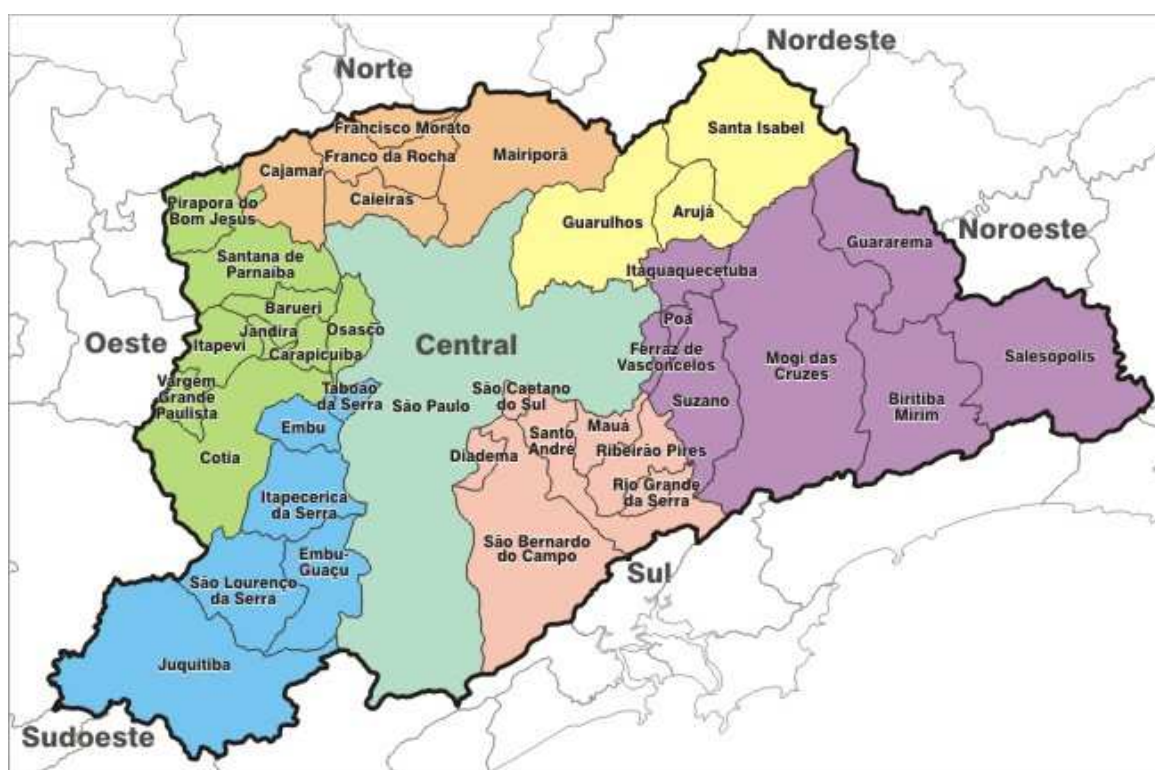 Nordeste
Norte
Francisco Morato
Santa Isabel
Franco da Rocha
Mairiporã
Cajamar
Caieiras
Pirapora do
Bom Jesus
Guarulhos
Arujá
Guararema
Noroeste
Santana de
Parnaíba
Itaquaquecetuba
Barueri
Poá
Jandira
Osasco
Oeste
Itapevi
Central
Carapicuíba
Ferraz de
Vasconcelos
Mogi das
Cruzes
Salesópolis
Vargem
Grande
Paulista
Taboão
da Serra
São Paulo
São Caetano
do Sul
Suzano
Biritiba
Mirim
Embu
Mauá
Santo
André
Diadema
Ribeirão Pires
Cotia
Rio Grande
da Serra
Itapecerica
da Serra
São Bernardo
do Campo
Embu-
Guaçu
Sul
São Lourenço
da Serra
Juquitiba
Sudoeste